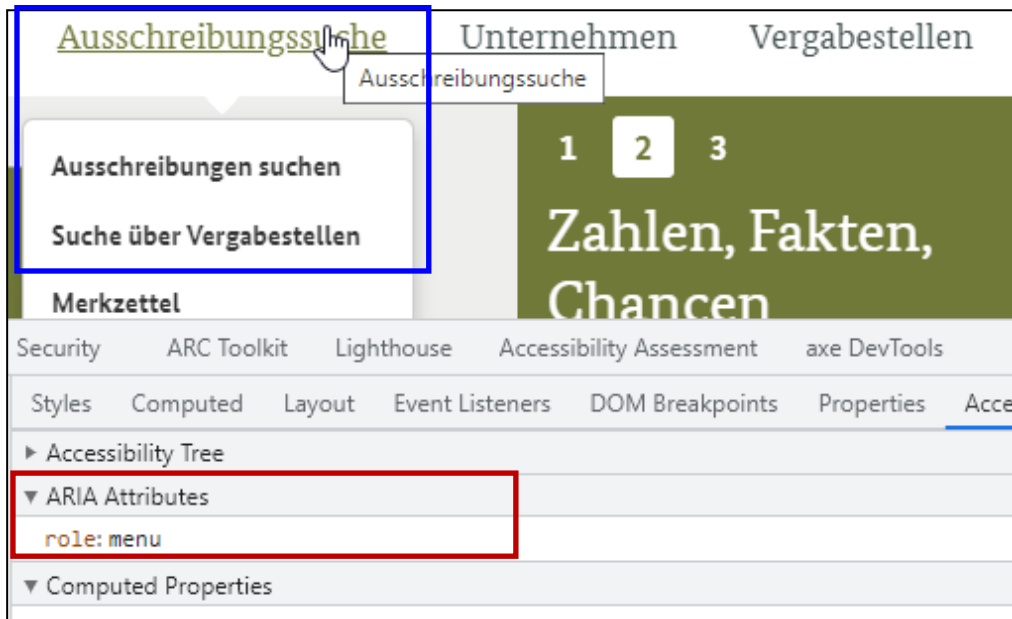 Ausschreibungssuche Unternehmen Vergabestellen
Ausschreibungssuche
Ausschreibungen suchen
Suche über Vergabestellen
Merkzettel
1 2 3
Zahlen, Fakten,
Chancen
Security ARC Toolkit Lighthouse Accessibility Assessment axe DevTools
Styles Computed Layout Event Listeners DOM Breakpoints Properties Acce
Accessibility Tree
ARIA Attributes
role: menu
Computed Properties